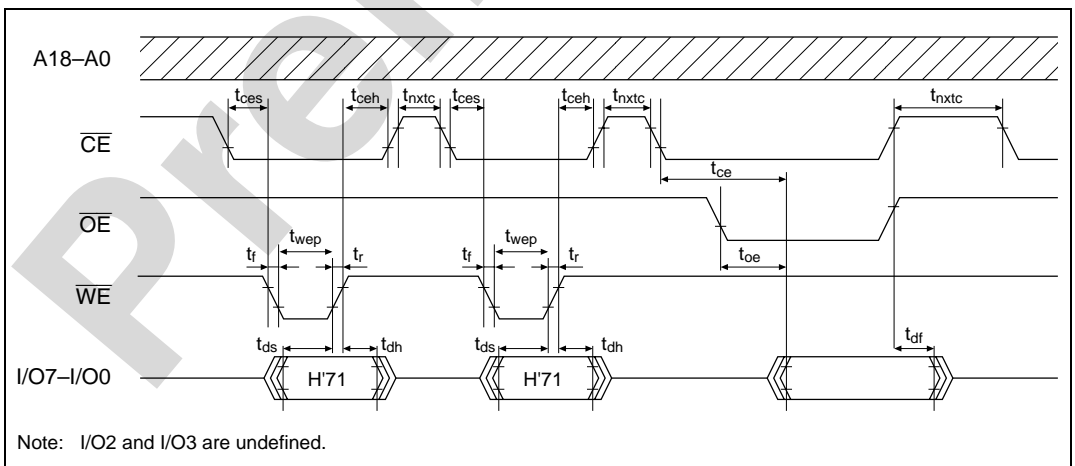 A18–A0
tces tceh tnxtc tces tceh tnxtc tnxtc
CE
tce
OE
twep twep
tf tr tf tr toe
WE
tds tdh tds tdh tdf
I/O7–I/O0 H'71 H'71
Note: I/O2 and I/O3 are undefined.